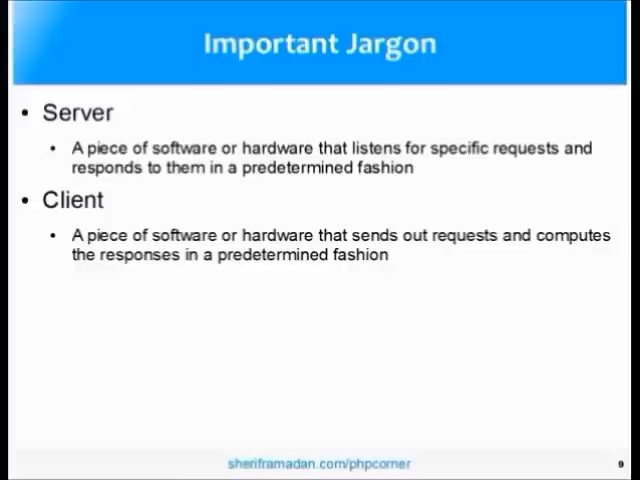 Important Jargon
• Server
• A piece of software or hardware that listens for specific requests and
responds to them in a predetermined fashion
• Client
• A piece of software or hardware that sends out requests and computes
the responses in a predetermined fashion
sheriframadan.com/phpcorner
9